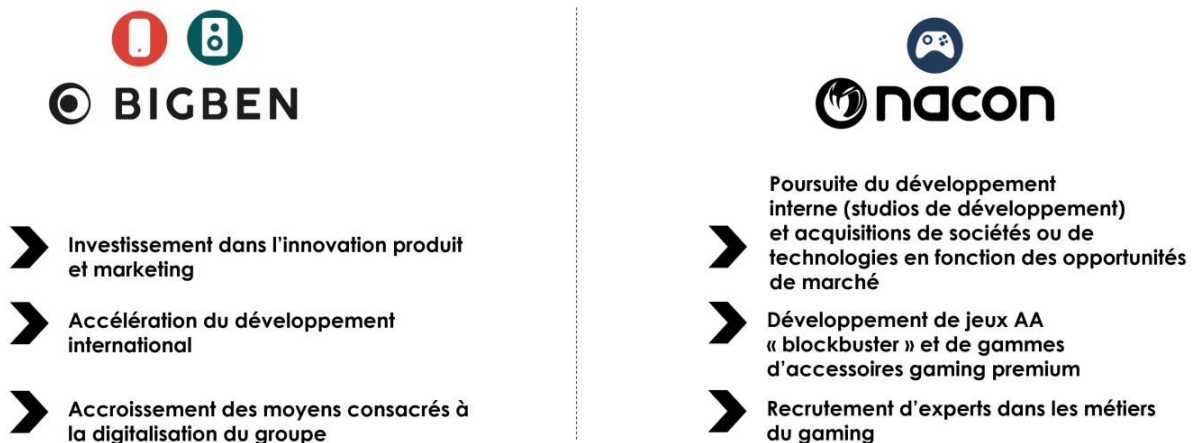 BIGBEN
Investissement dans l’innovation produit
et marketing
Accélération du développement
international
Accroissement des moyens consacrés à
la digitalisation du groupe
nacon
Poursuite du développement
interne (studios de développement)
et acquisitions de sociétés ou de
technologies en fonction des opportunités
de marché
Développement de jeux AA
« blockbuster » et de gammes
d’accessoires gaming premium
Recrutement d’experts dans les métiers
du gaming